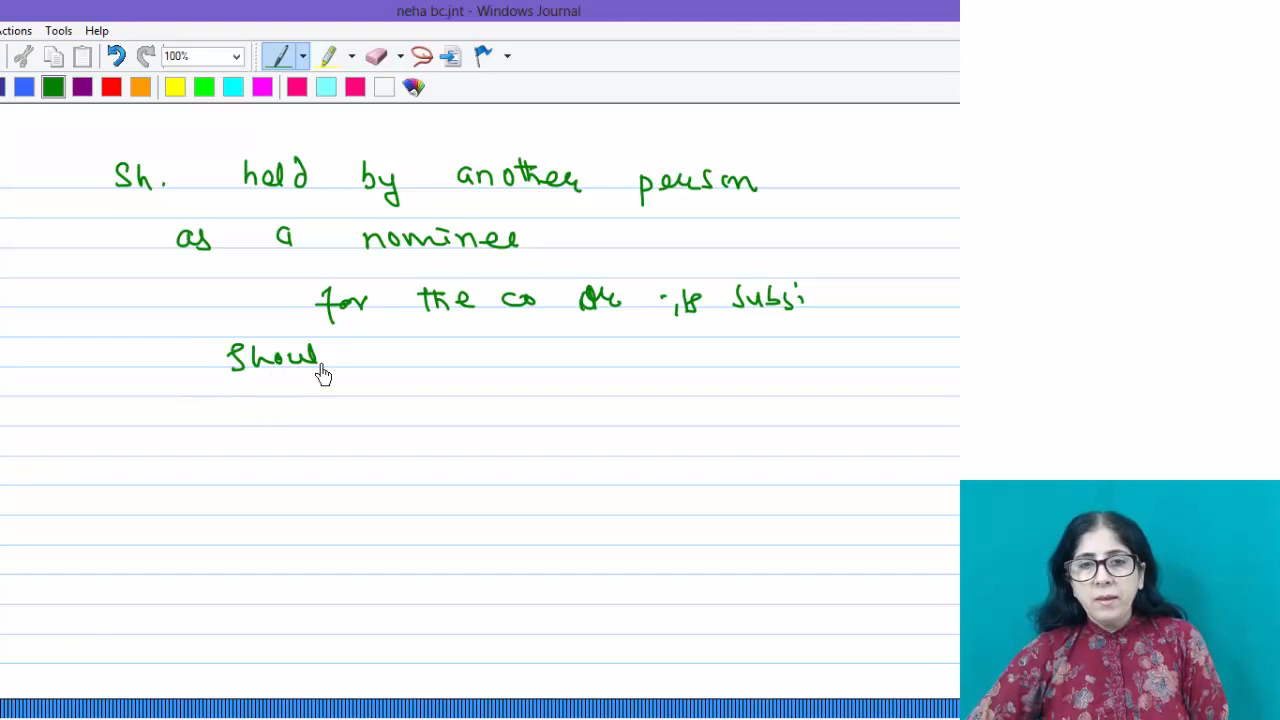 neha bc.jnt - Windows Journal
Actions Tools Help
100%
Sh. held by another person
as a nominee
for the co or its subsi
Shoul